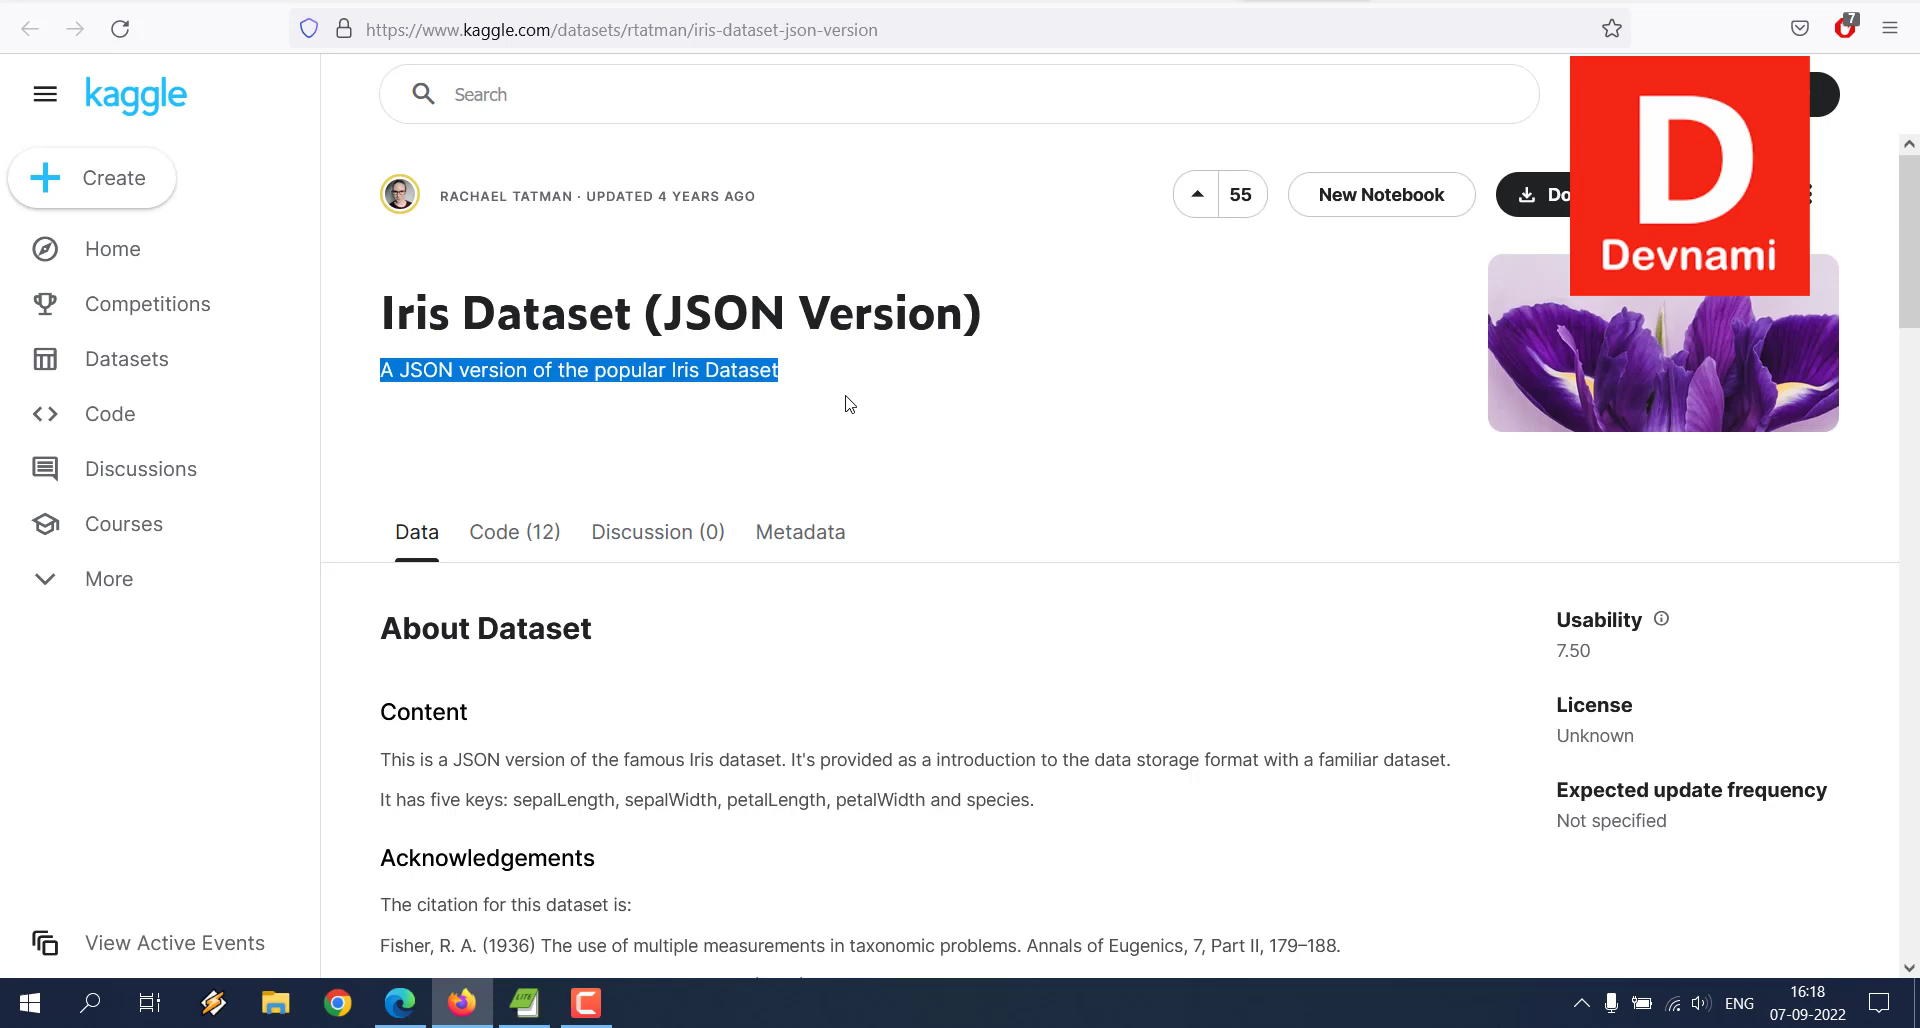 https://www.kaggle.com/datasets/rtatman/iris-dataset-json-version
7
kaggle
Search
D
Devnami
Create
RACHAEL TATMAN · UPDATED 4 YEARS AGO
55
New Notebook
Do
Home
Competitions
Datasets
Code
Discussions
Courses
More
View Active Events
Iris Dataset (JSON Version)
A JSON version of the popular Iris Dataset
Data
Code (12)
Discussion (0)
Metadata
About Dataset
Content
This is a JSON version of the famous Iris dataset. It's provided as a introduction to the data storage format with a familiar dataset.
It has five keys: sepalLength, sepalWidth, petalLength, petalWidth and species.
Acknowledgements
The citation for this dataset is:
Fisher, R. A. (1936) The use of multiple measurements in taxonomic problems. Annals of Eugenics, 7, Part II, 179–188.
Usability
7.50
License
Unknown
Expected update frequency
Not specified
LITE
C
ENG
16:18
07-09-2022